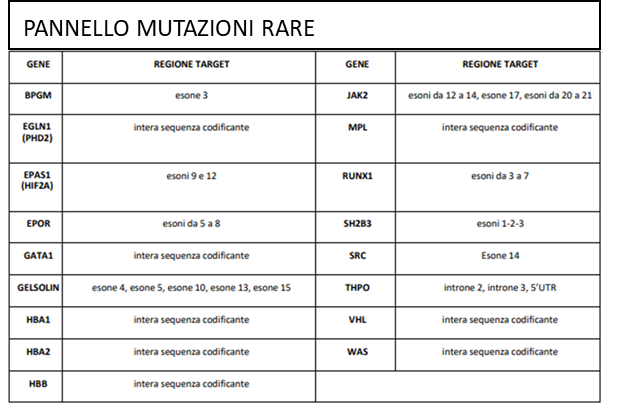 PANNELLO MUTAZIONI RARE
GENE REGIONE TARGET GENE REGIONE TARGET
BPGM esone 3 JAK2 esoni da 12 a 14, esone 17, esoni da 20 a 21
EGLN1 intera sequenza codificante MPL intera sequenza codificante
(PHD2)
EPAS1 esoni 9 e 12 RUNX1 esoni da 3 a 7
(HIF2A)
EPOR esoni da 5 a 8 SH2B3 esoni 1-2-3
GATA1 intera sequenza codificante SRC Esone 14
GELSOLIN esone 4, esone 5, esone 10, esone 13, esone 15 THPO introne 2, introne 3, 5’UTR
HBA1 intera sequenza codificante VHL intera sequenza codificante
HBA2 intera sequenza codificante WAS intera sequenza codificante
HBB intera sequenza codificante